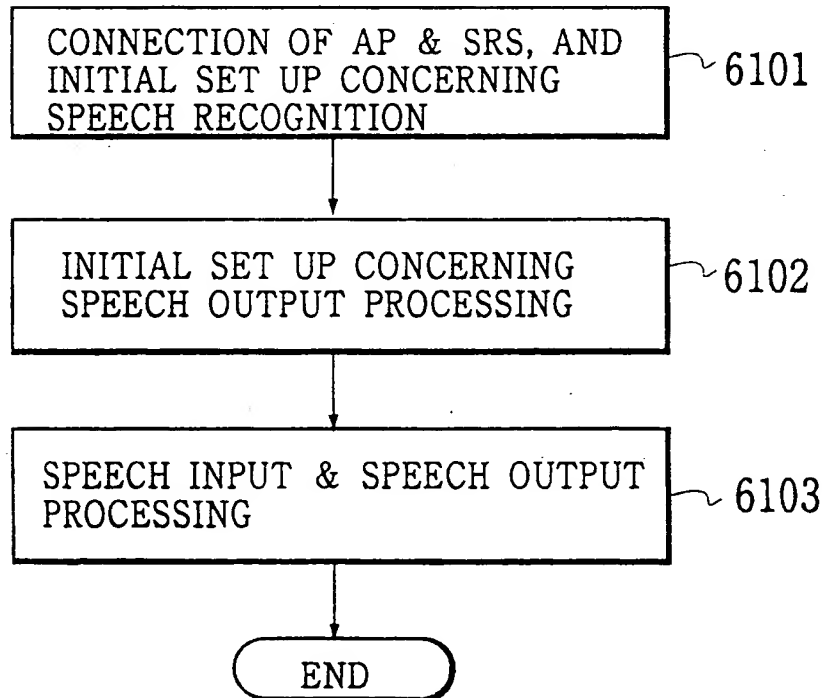 CONNECTION OF AP & SRS, AND
INITIAL SET UP CONCERNING
SPEECH RECOGNITION
6101
INITIAL SET UP CONCERNING
SPEECH OUTPUT PROCESSING
6102
SPEECH INPUT & SPEECH OUTPUT
PROCESSING
6103
END